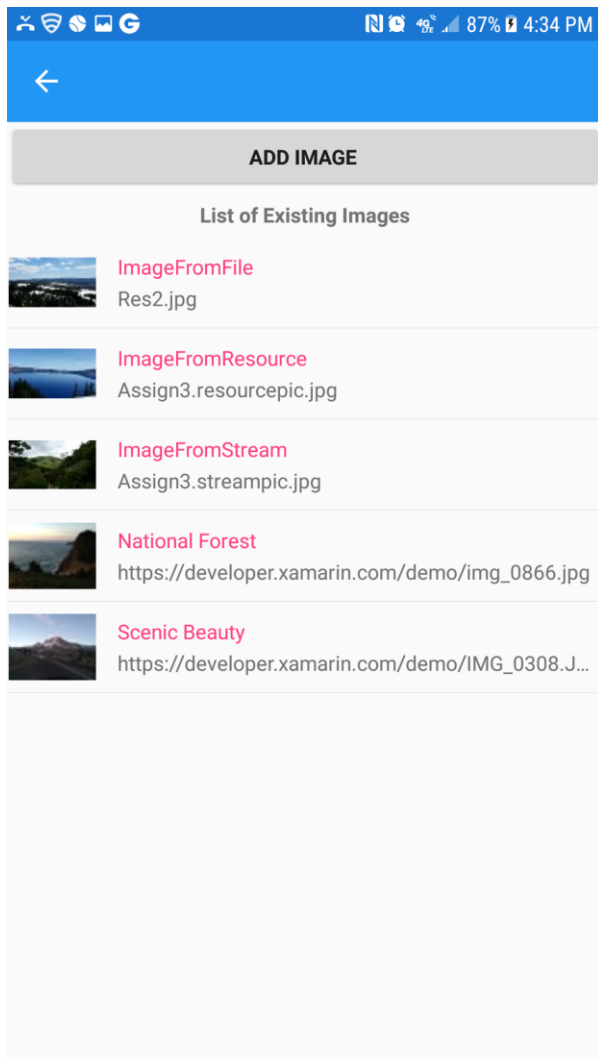 87% 4:34 PM
ADD IMAGE
List of Existing Images
ImageFromFile
Res2.jpg
ImageFromResource
Assign3.resourcepic.jpg
ImageFromStream
Assign3.streampic.jpg
National Forest
https://developer.xamarin.com/demo/img_0866.jpg
Scenic Beauty
https://developer.xamarin.com/demo/IMG_0308.J...